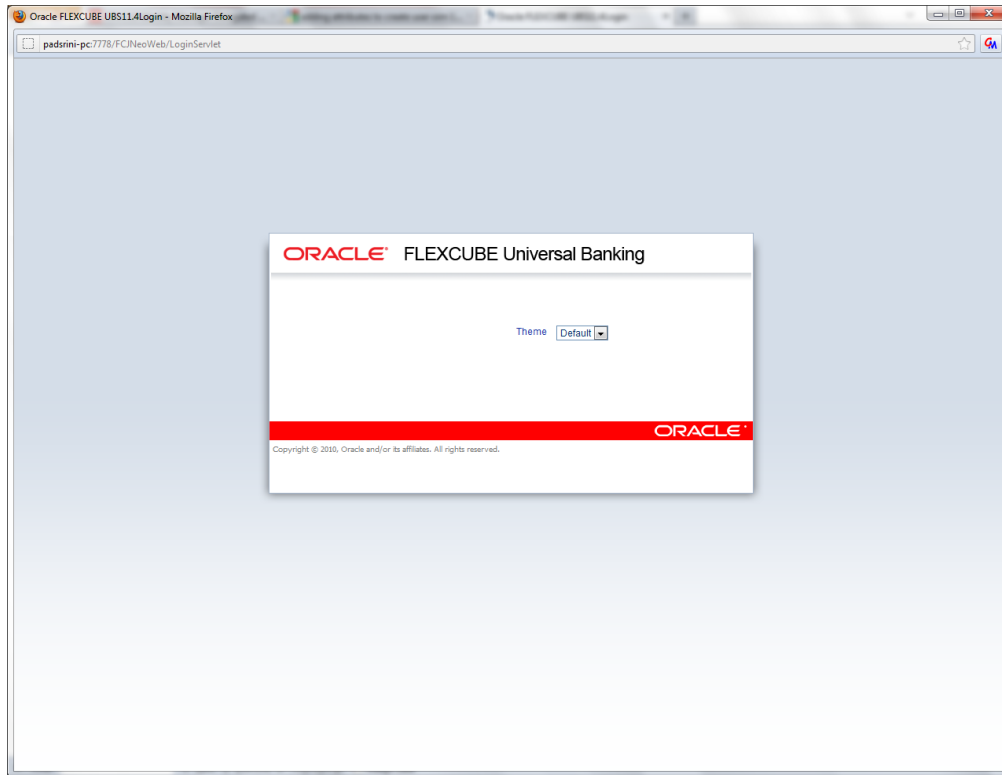 Oracle FLEXCUBE UBS11.4Login - Mozilla Firefox
padsrini-pc:7778/FCJNeoWeb/LoginServlet
ORACLE FLEXCUBE Universal Banking
Theme Default
ORACLE
Copyright © 2010, Oracle and/or its affiliates. All rights reserved.